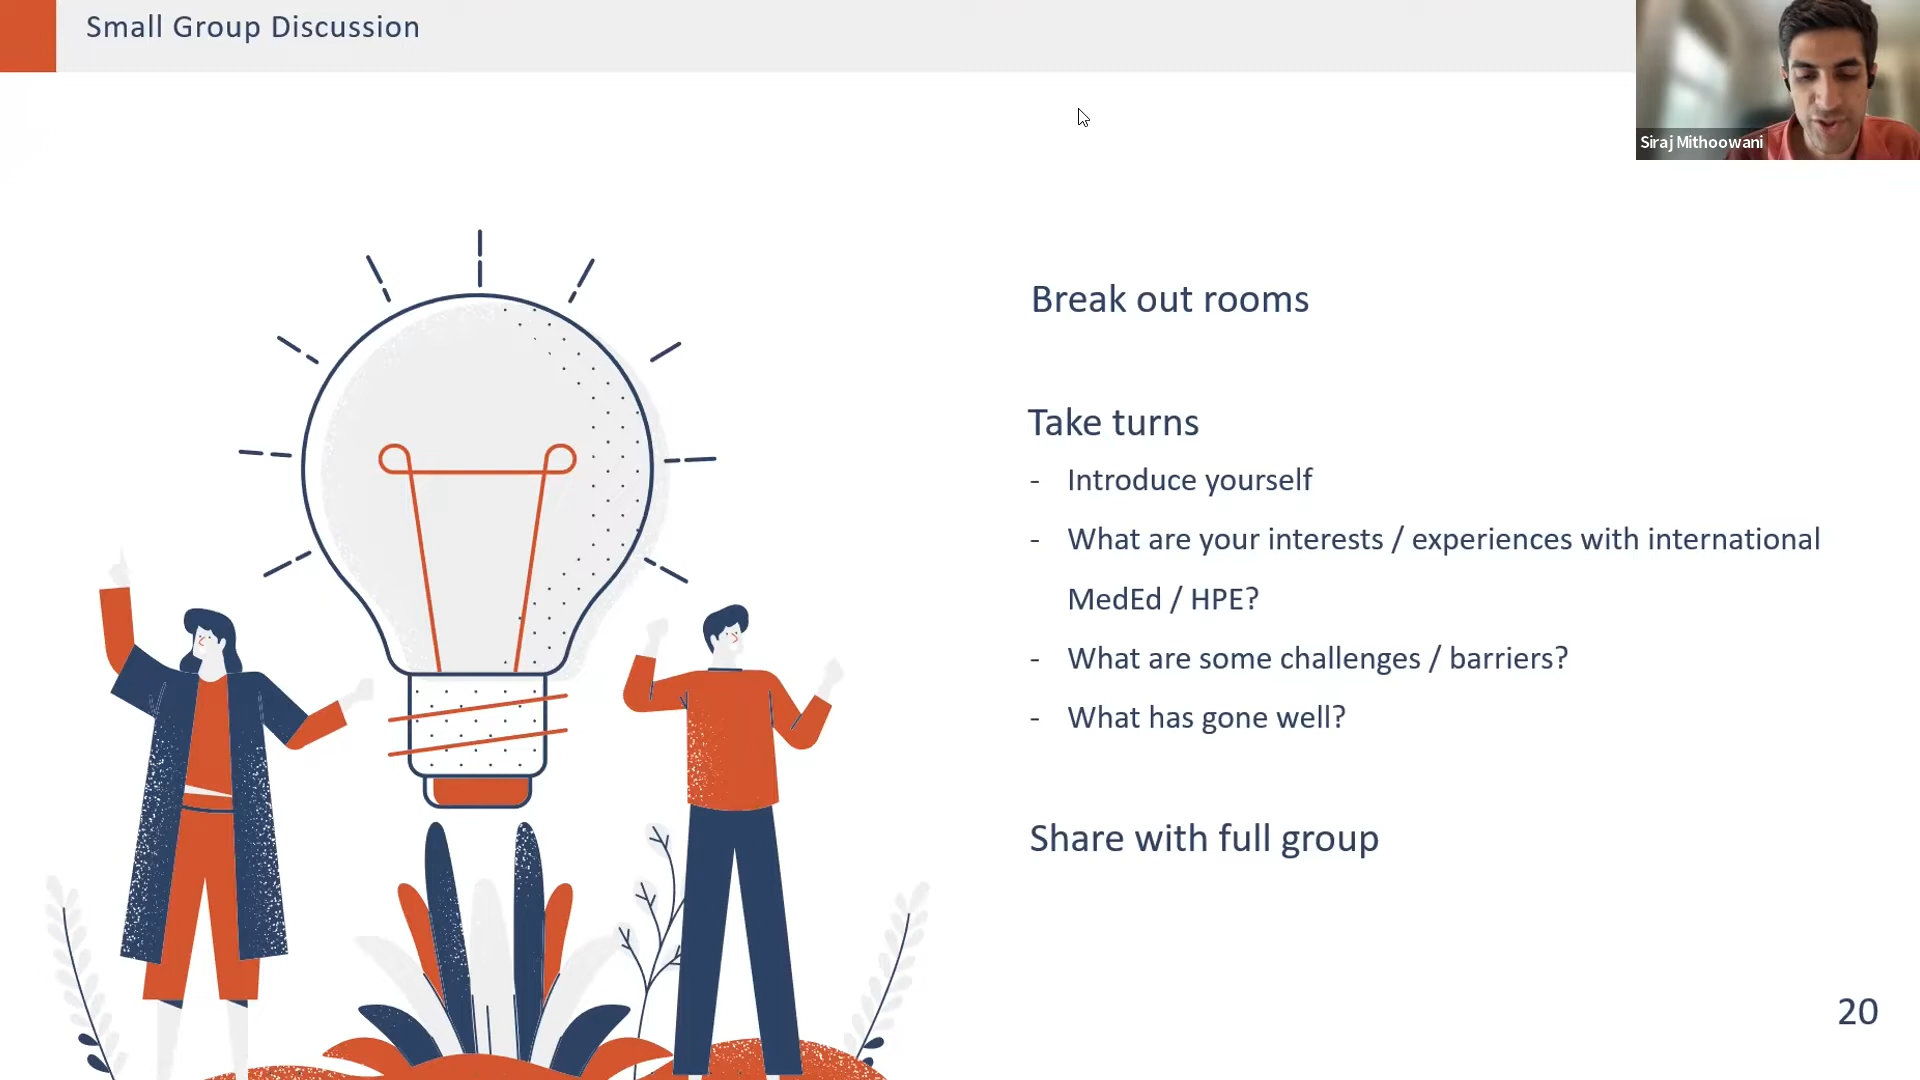 Small Group Discussion
Siraj Mithoowani
Break out rooms
Take turns
- Introduce yourself
- What are your interests / experiences with international
MedEd / HPE?
- What are some challenges / barriers?
- What has gone well?
Share with full group
20